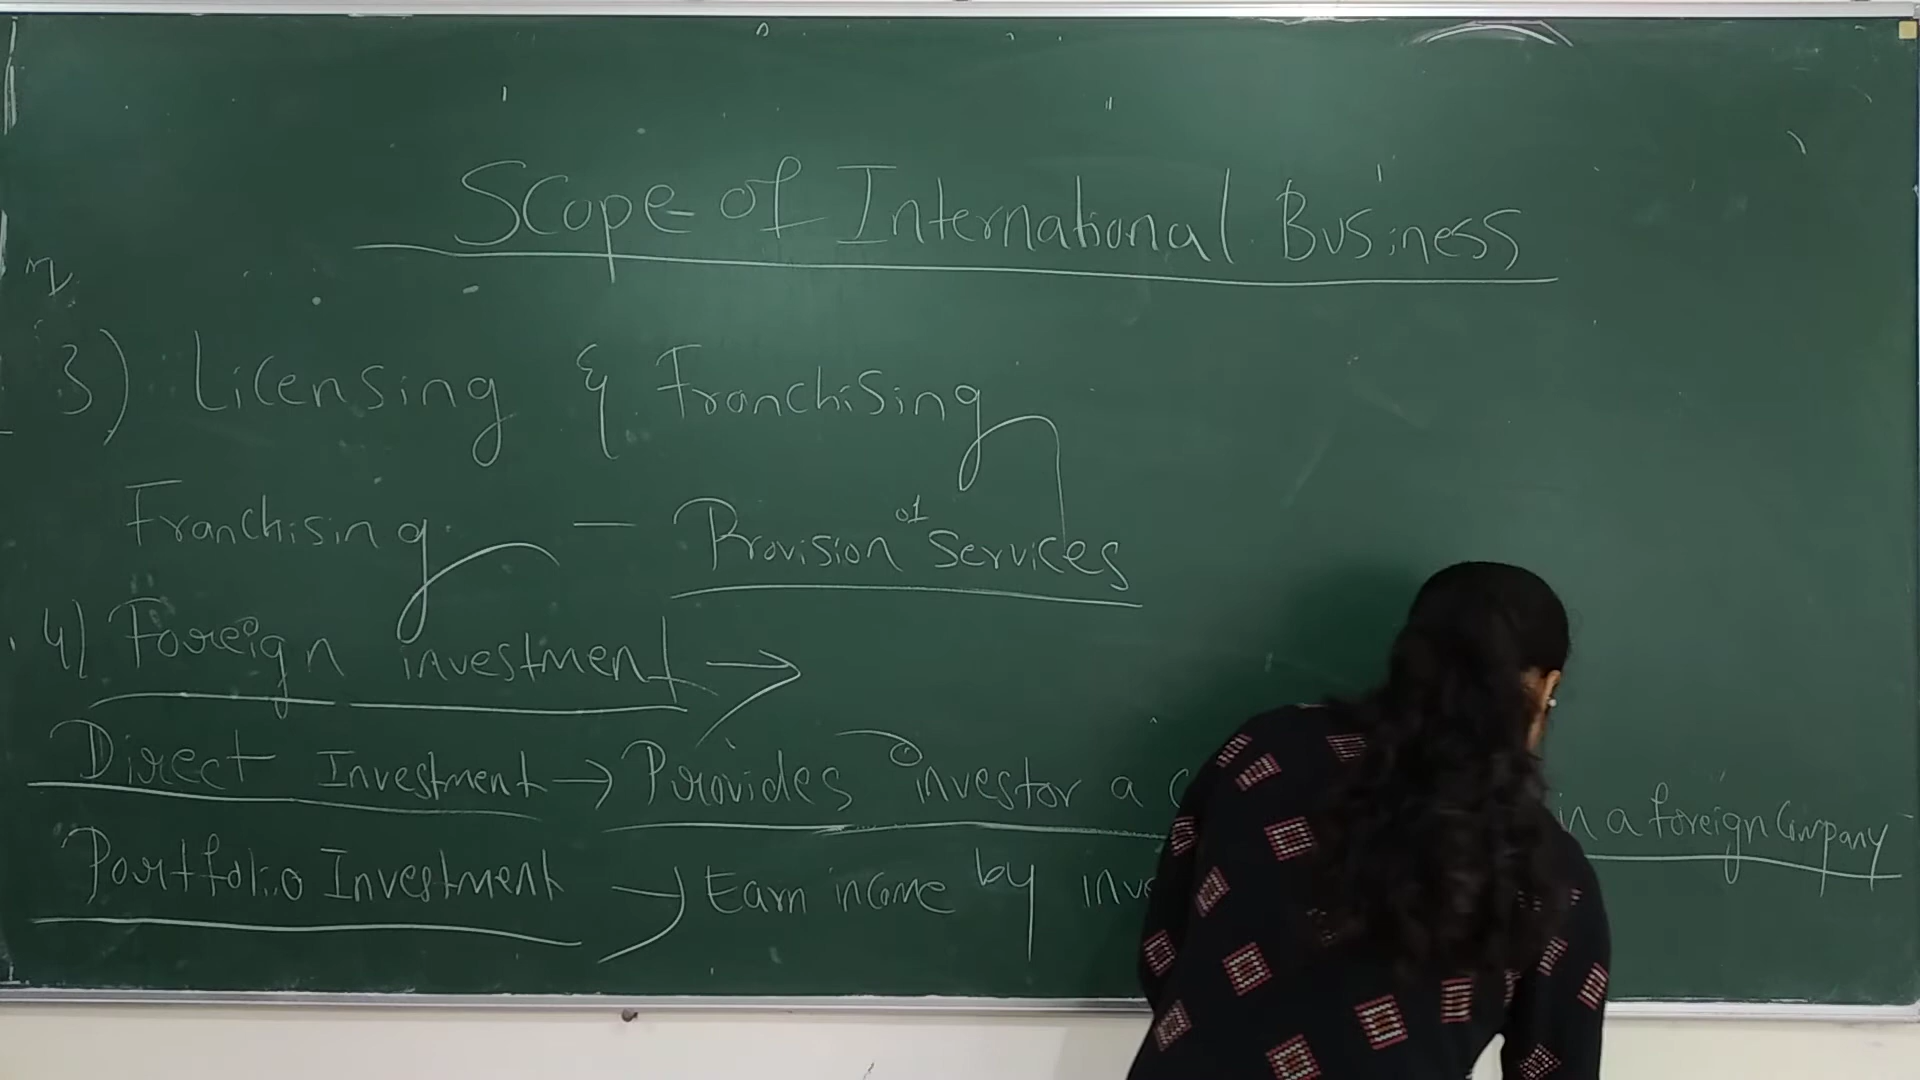 Scope of International Business
3) Licensing & Franchising
Franchising — Provision of Services
4) Foreign investment →
Direct Investment → Provides investor a in a foreign Company
Portfolio Investment → Earn income by